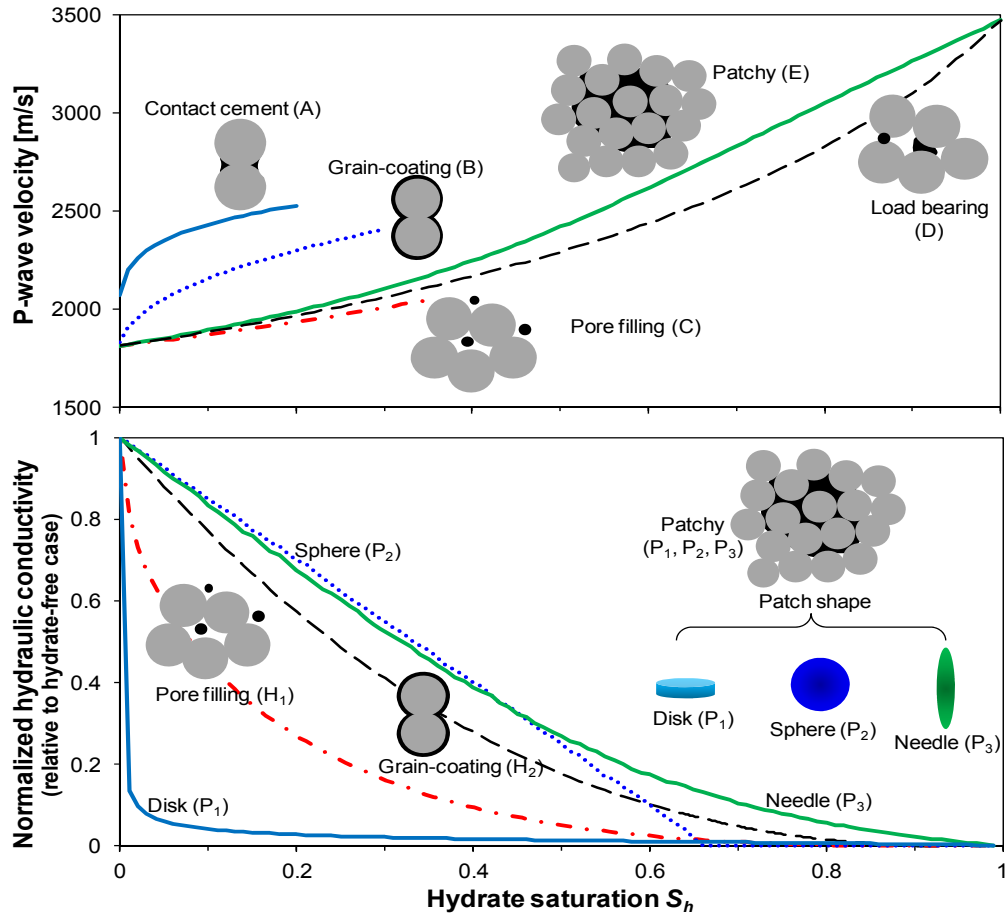 P-wave velocity [m/s]
3500
3000
2500
2000
1500
Contact cement (A)
Grain-coating (B)
Patchy (E)
Load bearing
(D)
Pore filling (C)
Normalized hydraulic conductivity
(relative to hydrate-free case)
1
0.8
0.6
0.4
0.2
0
Sphere (P2)
Pore filling (H1)
Grain-coating (H2)
Disk (P1)
Needle (P3)
Patchy
(P1, P2, P3)
Patch shape
Disk (P1)
Sphere (P2)
Needle (P3)
0
0.2
0.4
0.6
0.8
1
Hydrate saturation Sh